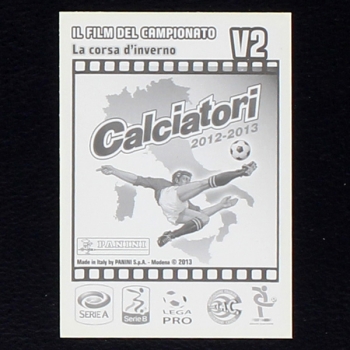 IL FILM DEL CAMPIONATO
La corsa d'inverno
V2
Calciatori
2012-2013
PANINI
Made in Italy by PANINI S.p.A. - Modena © 2013
SERIE A
Serie B
LEGA
PRO